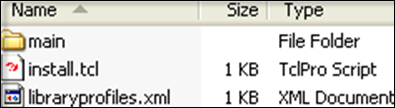 Name Size Type
main File Folder
install.tcl 1 KB TclPro Script
libraryprofiles.xml 1 KB XML Document